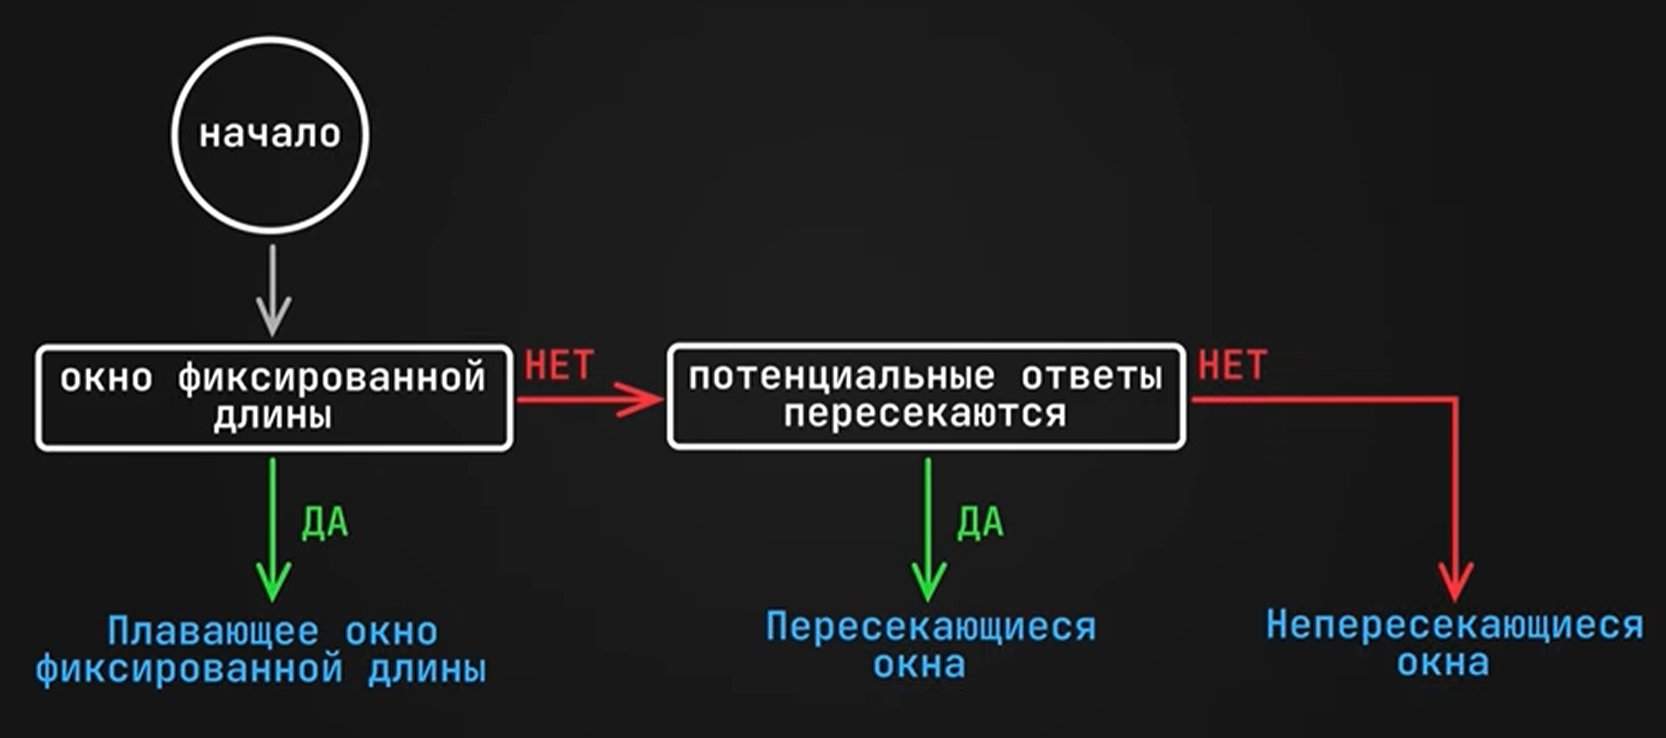 начало
окно фиксированной
длины
НЕТ
потенциальные ответы
пересекаются
НЕТ
ДА
ДА
Плавающее окно
фиксированной длины
Пересекающиеся
окна
Непересекающиеся
окна